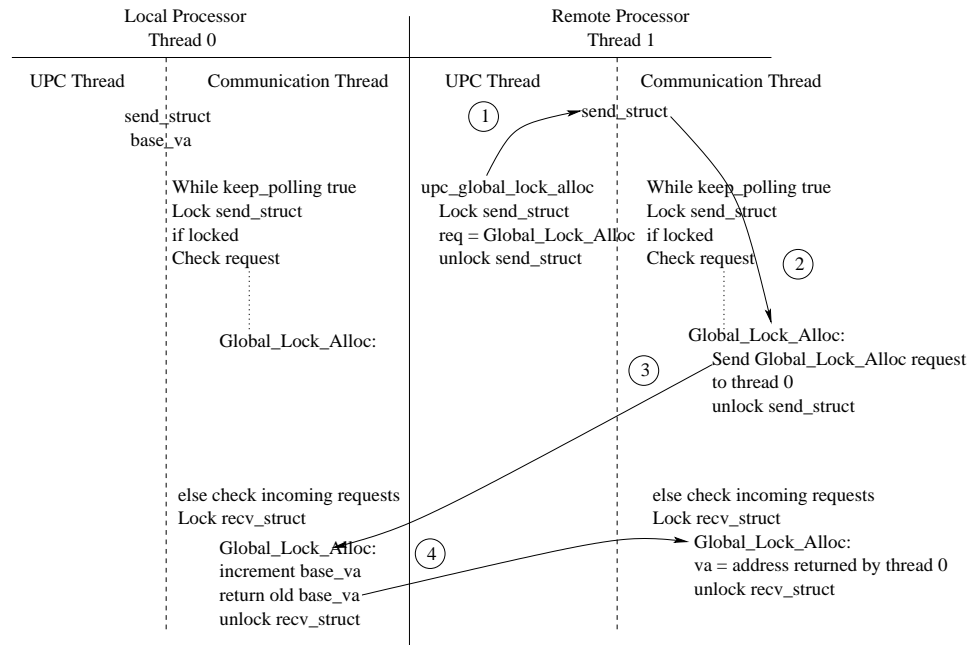 Local Processor
Thread 0
Remote Processor
Thread 1
UPC Thread
Communication Thread
UPC Thread
Communication Thread
send_struct
base_va
1
send_struct
While keep_polling true
Lock send_struct
if locked
Check request
upc_global_lock_alloc
Lock send_struct
req = Global_Lock_Alloc
unlock send_struct
While keep_polling true
Lock send_struct
if locked
Check request
2
Global_Lock_Alloc:
Global_Lock_Alloc:
Send Global_Lock_Alloc request
to thread 0
unlock send_struct
3
else check incoming requests
Lock recv_struct
Global_Lock_Alloc:
increment base_va
return old base_va
unlock recv_struct
4
else check incoming requests
Lock recv_struct
Global_Lock_Alloc:
va = address returned by thread 0
unlock recv_struct